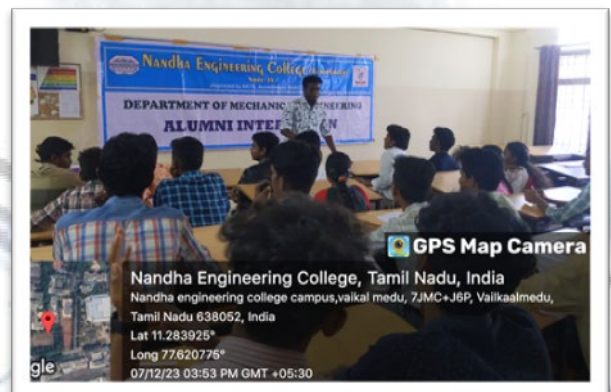 NANDHA ENGINEERING COLLEGE
DEPARTMENT OF MECHANIC ENGINEERING
ALUMNI INTE N
GPS Map Camera
Nandha Engineering College, Tamil Nadu, India
Nandha engineering college campus,vaikal medu, 7JMC+J6P, Vailkaalmedu,
Tamil Nadu 638052, India
Lat 11.283925°
Long 77.620775°
07/12/23 03:53 PM GMT +05:30
gle